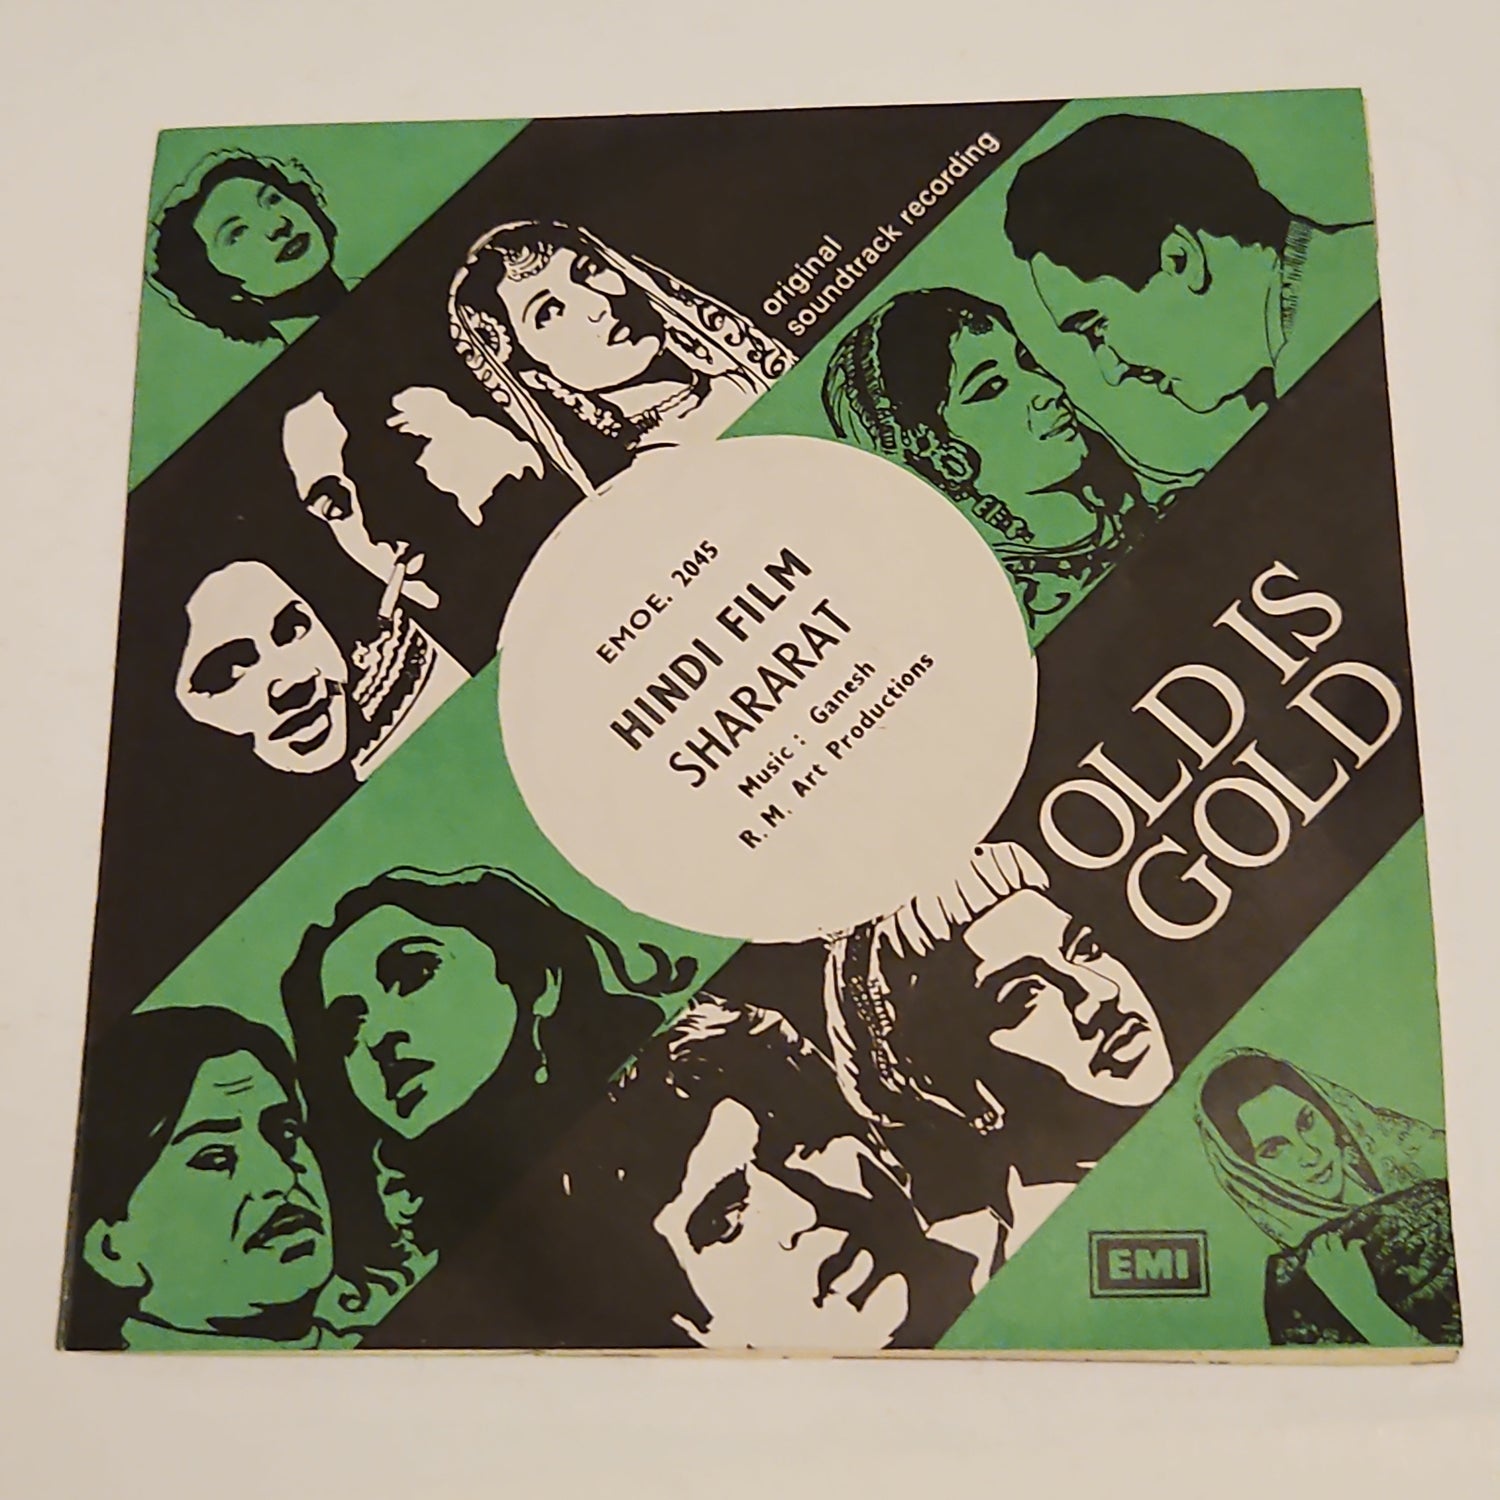 original
soundtrack recording
EMOE. 2045
HINDI FILM
SHARARAT
Music : Ganesh
R. M. Art Productions
OLD IS
GOLD
EMI